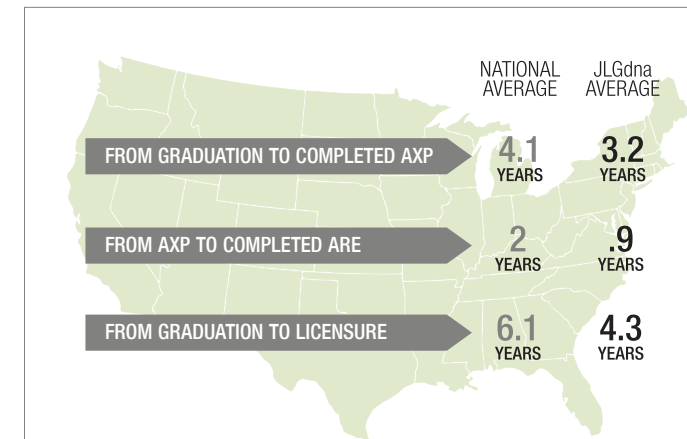 NATIONAL AVERAGE
JLGdna AVERAGE
FROM GRADUATION TO COMPLETED AXP
4.1 YEARS
3.2 YEARS
FROM AXP TO COMPLETED ARE
2 YEARS
.9 YEARS
FROM GRADUATION TO LICENSURE
6.1 YEARS
4.3 YEARS